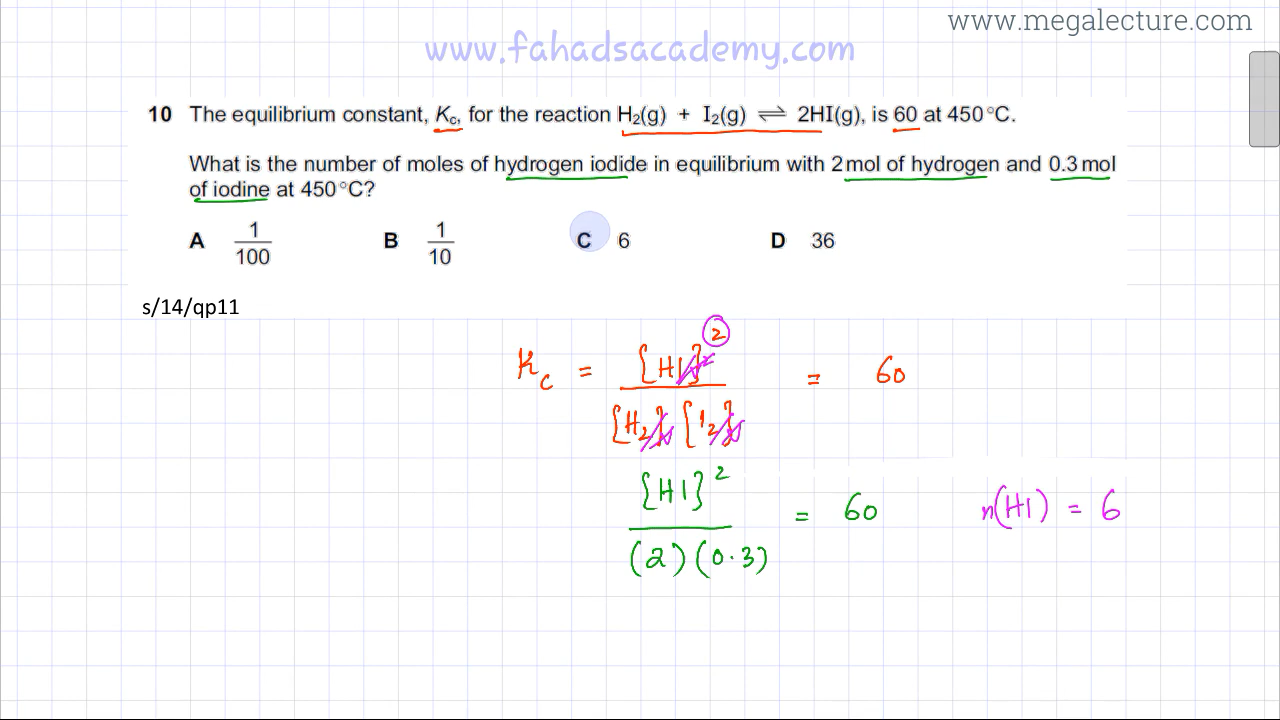 www.megalecture.com
www.fahadsacademy.com
10 The equilibrium constant, Kc, for the reaction H₂(g) + I₂(g) ⇌ 2HI(g), is 60 at 450 °C.
What is the number of moles of hydrogen iodide in equilibrium with 2 mol of hydrogen and 0.3 mol
of iodine at 450 °C?
A 1/100 B 1/10 C 6 D 36
s/14/qp11
Kc = [HI]² / [H₂] [I₂] = 60
[HI]² / (2)(0.3) = 60 n(HI) = 6